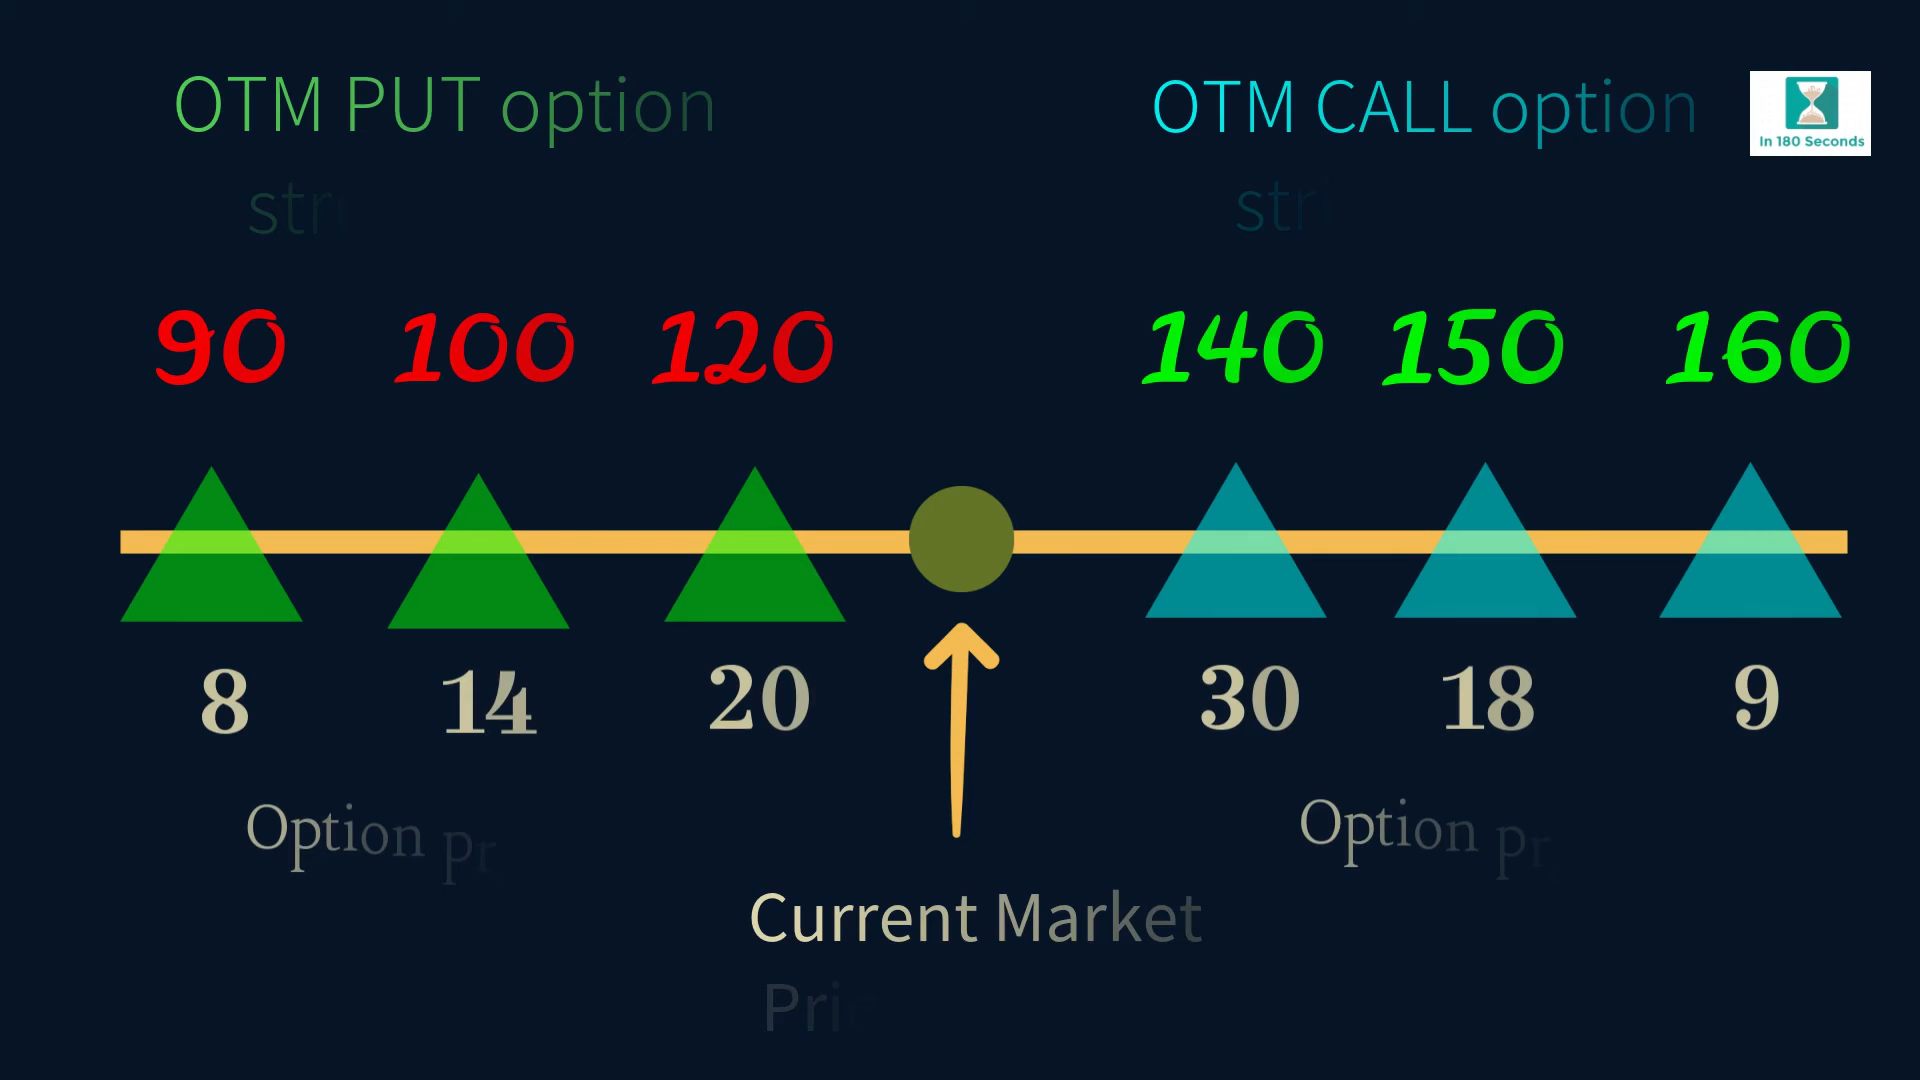 OTM PUT option
OTM CALL option
In 180 Seconds
90 100 120 140 150 160
8 14 20 30 18 9
Option
Option
Current Market